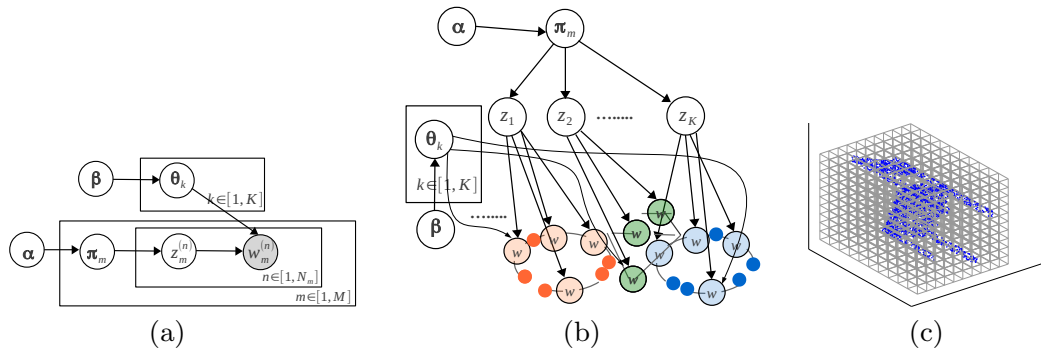 β
θ_k
k∈[1, K]
α
π_m
z_m^(n)
w_m^(n)
n∈[1, N_m]
m∈[1, M]
(a)
α
π_m
z_1
z_2
........
z_K
θ_k
k∈[1, K]
β
........
w
w
w
w
w
w
w
w
w
w
w
(b)
(c)